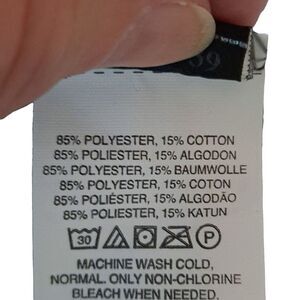 85% POLYESTER, 15% COTTON
85% POLIESTER, 15% ALGODON
85% POLYESTER, 15% BAUMWOLLE
85% POLYESTER, 15% COTON
85% POLIÉSTER, 15% ALGODÃO
85% POLIESTER, 15% KATUN
30 P
MACHINE WASH COLD,
NORMAL. ONLY NON-CHLORINE
BLEACH WHEN NEEDED.